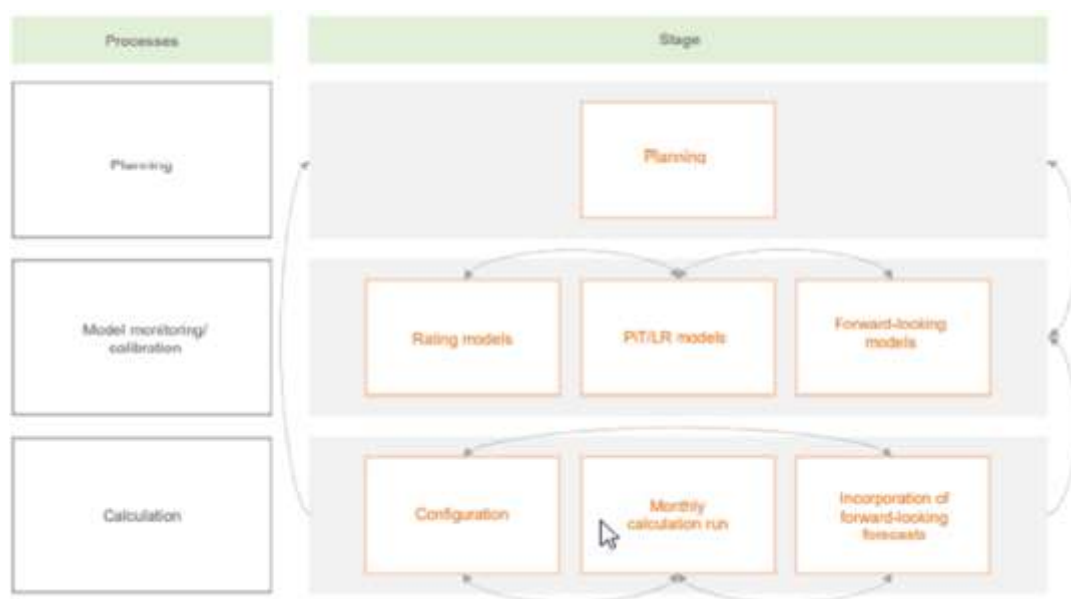 Processes
Stage
Planning
Planning
Model monitoring/
calibration
Rating models
PiT/LR models
Forward-looking
models
Calculation
Configuration
Monthly
calculation run
Incorporation of
forward-looking
forecasts